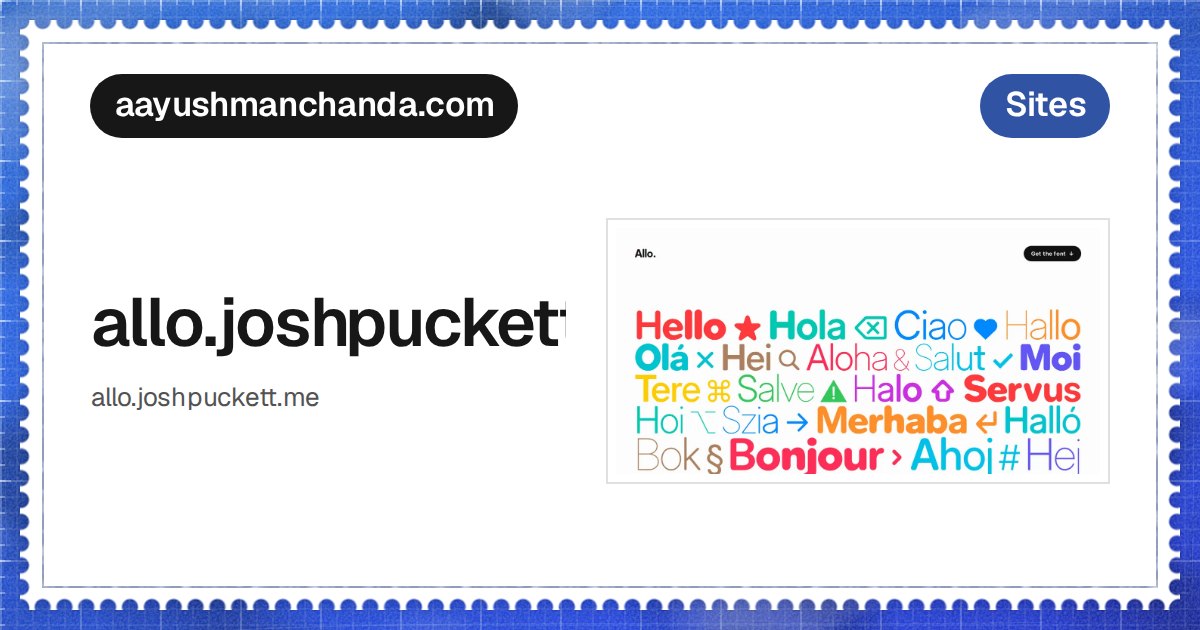 aayushmanchanda.com
Sites
allo.joshpuckett
allo.joshpuckett.me
Allo.
Get the font ↓
Hello ★ Hola ⌫ Ciao ♥ Hallo
Olá × Hei Aloha & Salut ✓ Moi
Tere ⌘ Salve ⚠ Halo ⇧ Servus
Hoi ⌥ Szia → Merhaba ↵ Halló
Bok § Bonjour › Ahoj # Hej